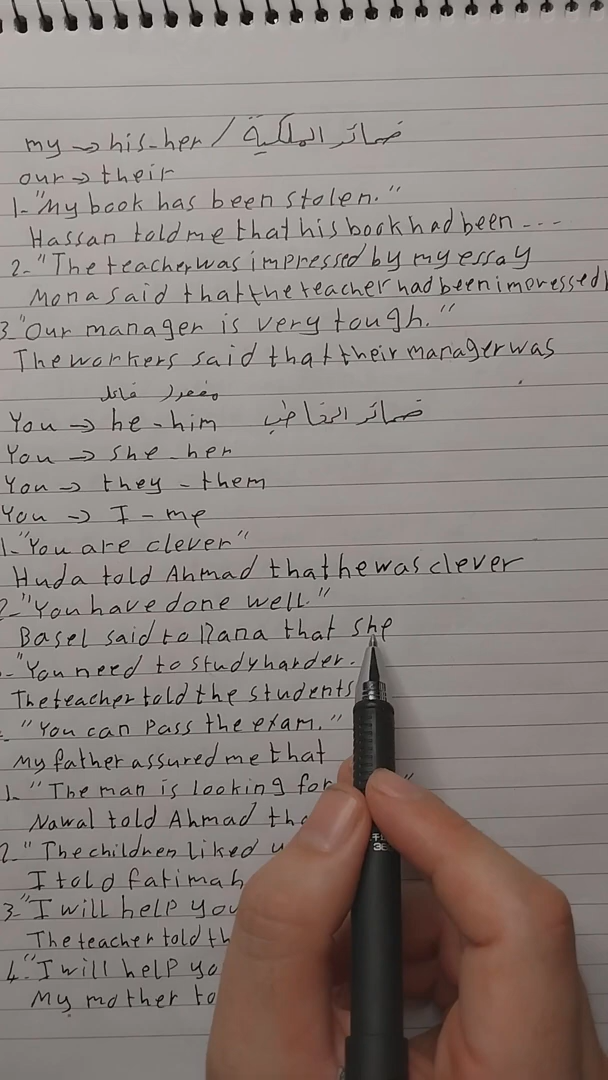 my → his-her / ضمائر الملكية
our → their
1- "My book has been stolen."
Hassan told me that his book had been ---
2- "The teacher was impressed by my essay
Mona said that the teacher had been imoressed)
3 "Our manager is very tough."
The workers said that their manager was
مفعول فاعل
You → he - him ضمائر المخاطب
You → she - her
You → they - them
You → I - me
1- "You are clever"
Huda told Ahmad that he was clever
2- "You have done well."
Basel said to Rana that she
- "You need to study harder.
The teacher told the students
- "You can Pass the exam."
My father assured me that
1. "The man is looking for "
Nawal told Ahmad
2- "The children liked
I told fatimah
3- "I will help you
The teacher told
4- "I will help
My mother